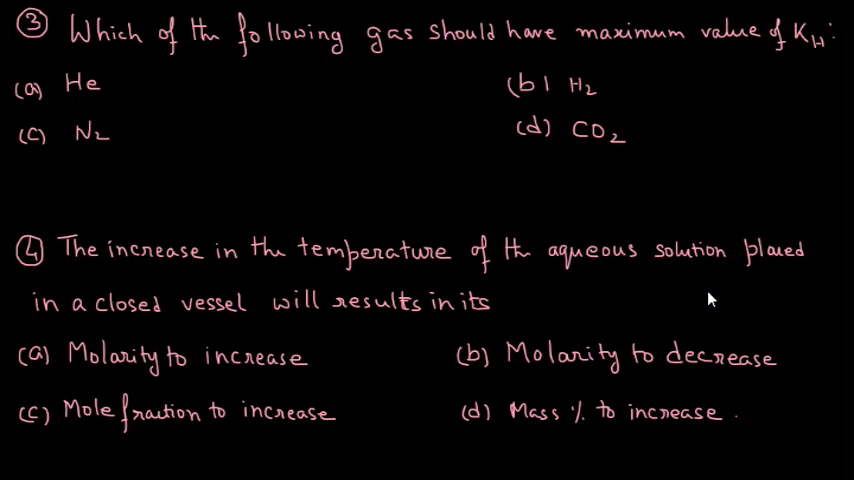 ③ Which of the following gas should have maximum value of KH:
(a) He (b) H2
(c) N2 (d) CO2
④ The increase in the temperature of the aqueous solution placed
in a closed vessel will results in its
(a) Molarity to increase (b) Molarity to decrease
(c) Mole fraction to increase (d) Mass % to increase.